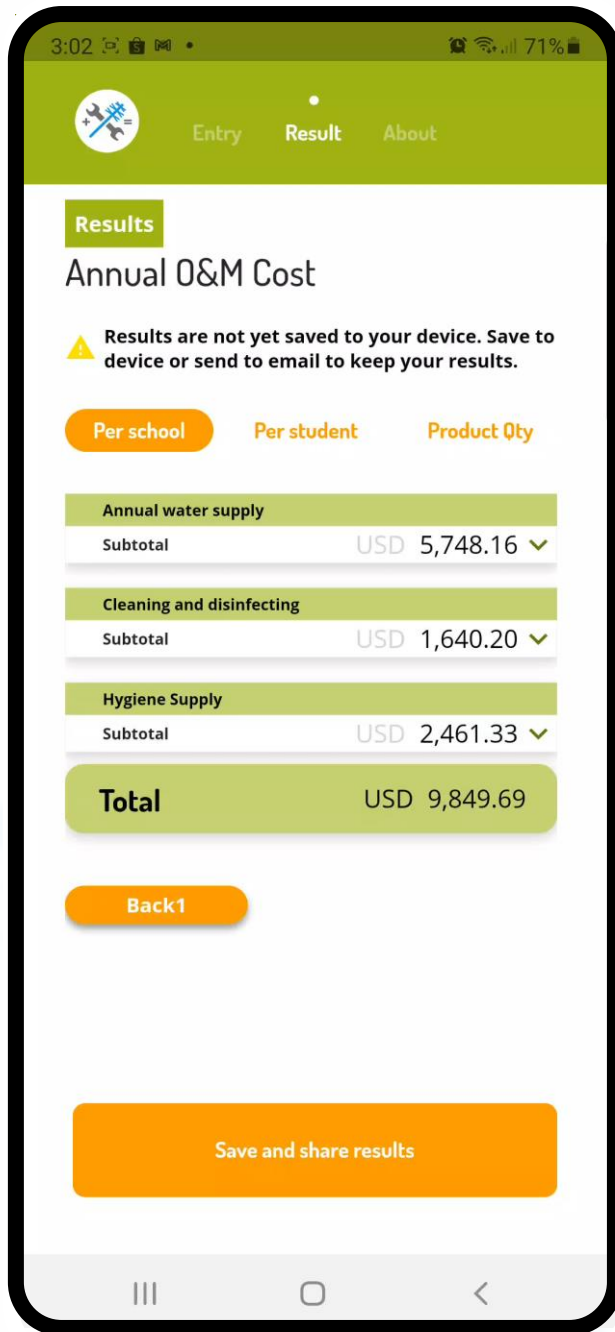 3:02 71%
Entry Result About
Results
Annual O&M Cost
Results are not yet saved to your device. Save to
device or send to email to keep your results.
Per school Per student Product Qty
Annual water supply
Subtotal USD 5,748.16
Cleaning and disinfecting
Subtotal USD 1,640.20
Hygiene Supply
Subtotal USD 2,461.33
Total USD 9,849.69
Back1
Save and share results